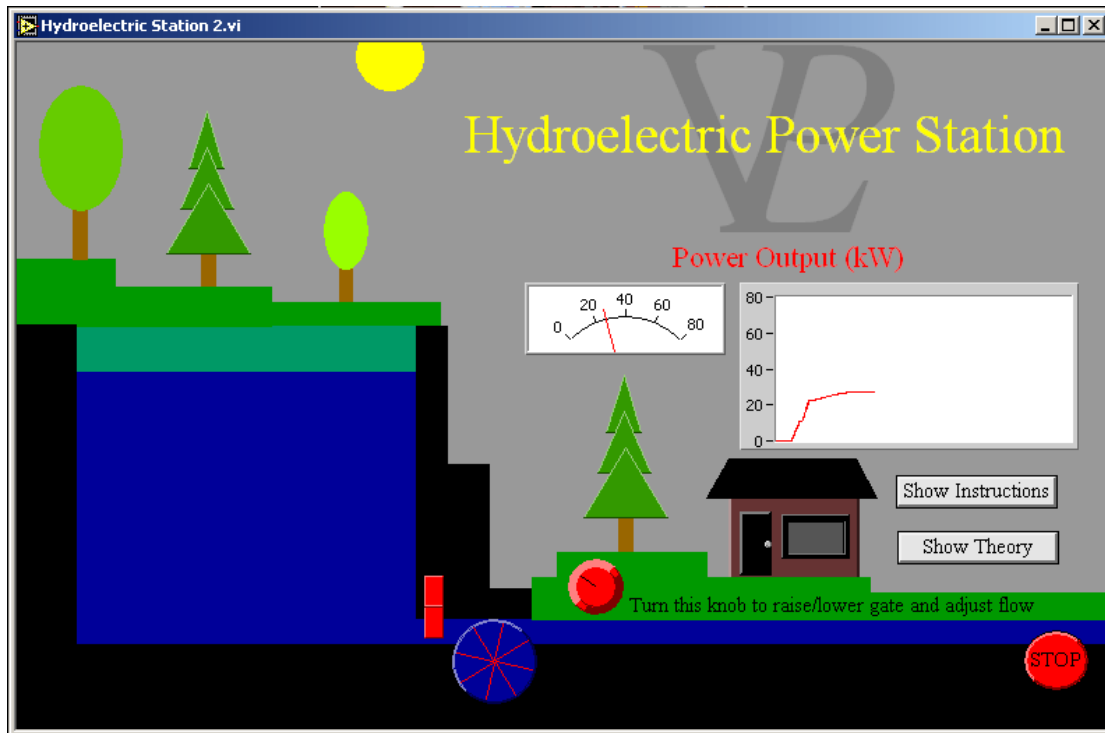 Hydroelectric Station 2.vi
VPL
Hydroelectric Power Station
Power Output (kW)
0 20 40 60 80
80
60
40
20
0
Show Instructions
Show Theory
Turn this knob to raise/lower gate and adjust flow
STOP